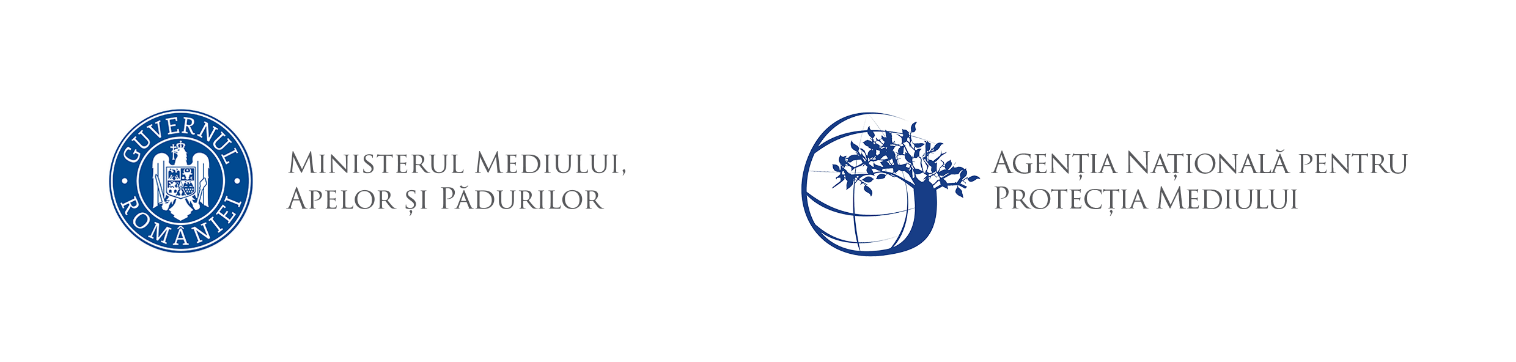 GUVERNUL
ROMÂNIEI
MINISTERUL MEDIULUI,
APELOR ȘI PĂDURILOR
AGENȚIA NAȚIONALĂ PENTRU
PROTECȚIA MEDIULUI